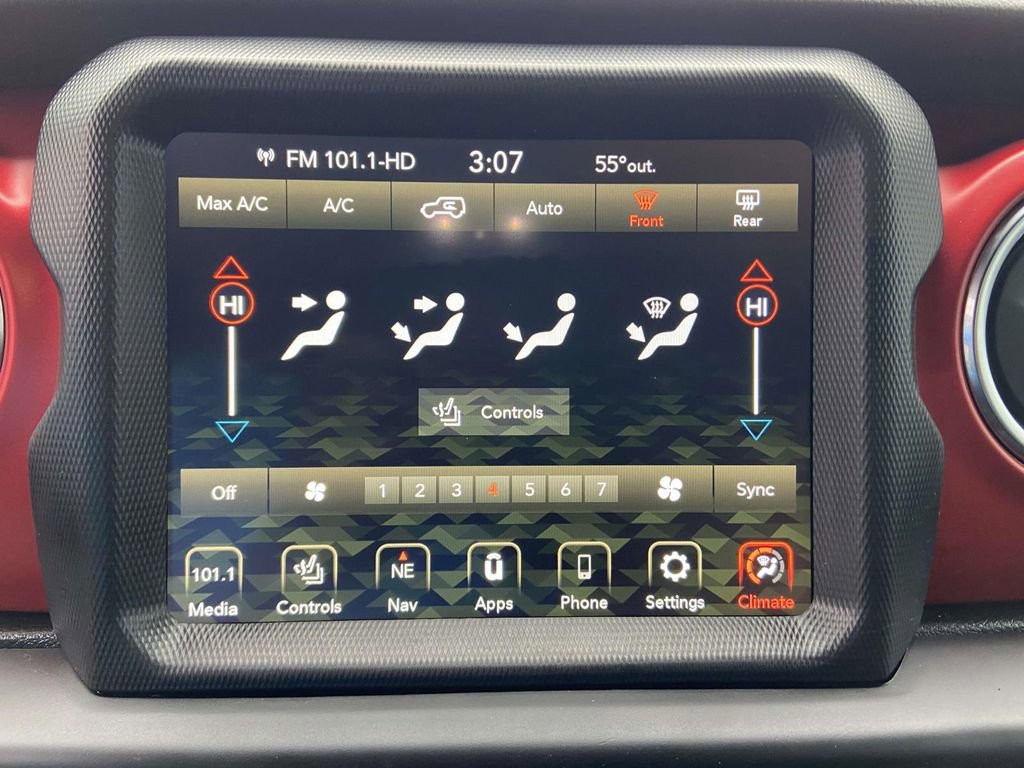 FM 101.1-HD 3:07 55°out.
Max A/C A/C Auto Front Rear
HI HI
Controls
Off 1 2 3 4 5 6 7 Sync
101.1 NE u
Media Controls Nav Apps Phone Settings Climate